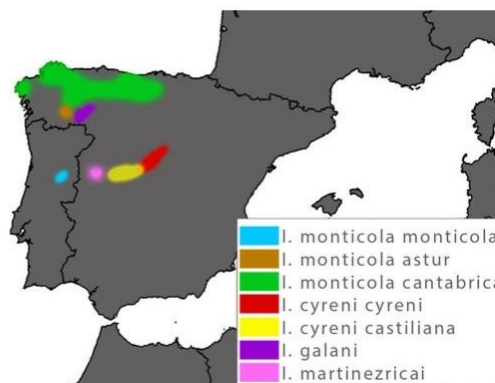 I. monticola monticola
I. monticola astur
I. monticola cantabrica
I. cyreni cyreni
I. cyreni castiliana
I. galani
I. martinezricai